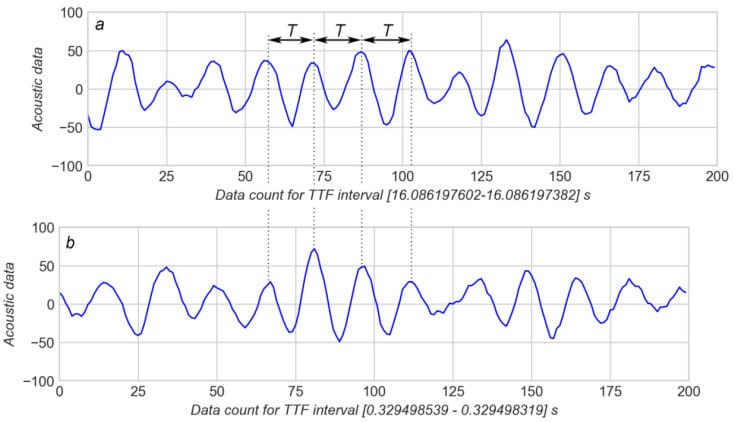 a
T T T
100
50
0
−50
−100
Acoustic data
0 25 50 75 100 125 150 175 200
Data count for TTF interval [16.086197602-16.086197382] s
b
100
50
0
−50
−100
Acoustic data
0 25 50 75 100 125 150 175 200
Data count for TTF interval [0.329498539 - 0.329498319] s